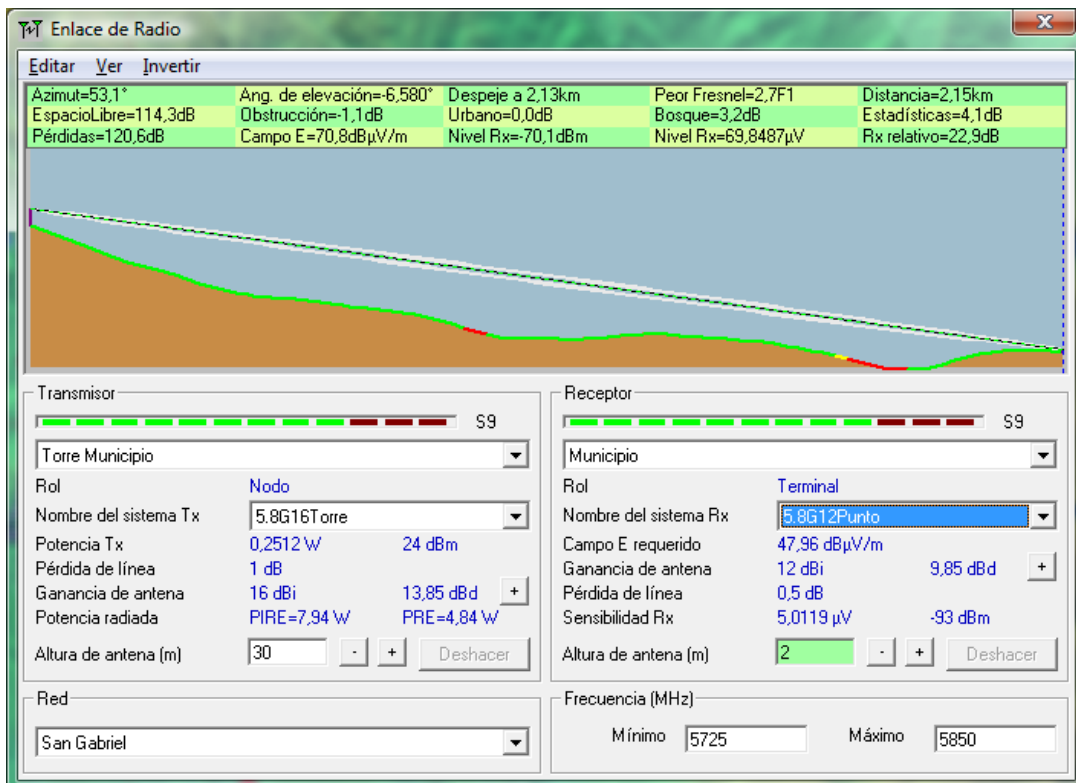 Enlace de Radio
Editar Ver Invertir
Azimut=53,1° Ang. de elevación=-6,580° Despeje a 2,13km Peor Fresnel=2,7F1 Distancia=2,15km
EspacioLibre=114,3dB Obstrucción=-1,1dB Urbano=0,0dB Bosque=3,2dB Estadísticas=4,1dB
Pérdidas=120,6dB Campo E=70,8dBµV/m Nivel Rx=-70,1dBm Nivel Rx=69,8487µV Rx relativo=22,9dB
Transmisor
S9
Torre Municipio
Rol Nodo
Nombre del sistema Tx 5.8G16Torre
Potencia Tx 0,2512 W 24 dBm
Pérdida de línea 1 dB
Ganancia de antena 16 dBi 13,85 dBd +
Potencia radiada PIRE=7,94 W PRE=4,84 W
Altura de antena (m) 30 - + Deshacer
Receptor
S9
Municipio
Rol Terminal
Nombre del sistema Rx 5.8G12Punto
Campo E requerido 47,96 dBµV/m
Ganancia de antena 12 dBi 9,85 dBd +
Pérdida de línea 0,5 dB
Sensibilidad Rx 5,0119 µV -93 dBm
Altura de antena (m) 2 - + Deshacer
Red
San Gabriel
Frecuencia (MHz)
Mínimo 5725 Máximo 5850